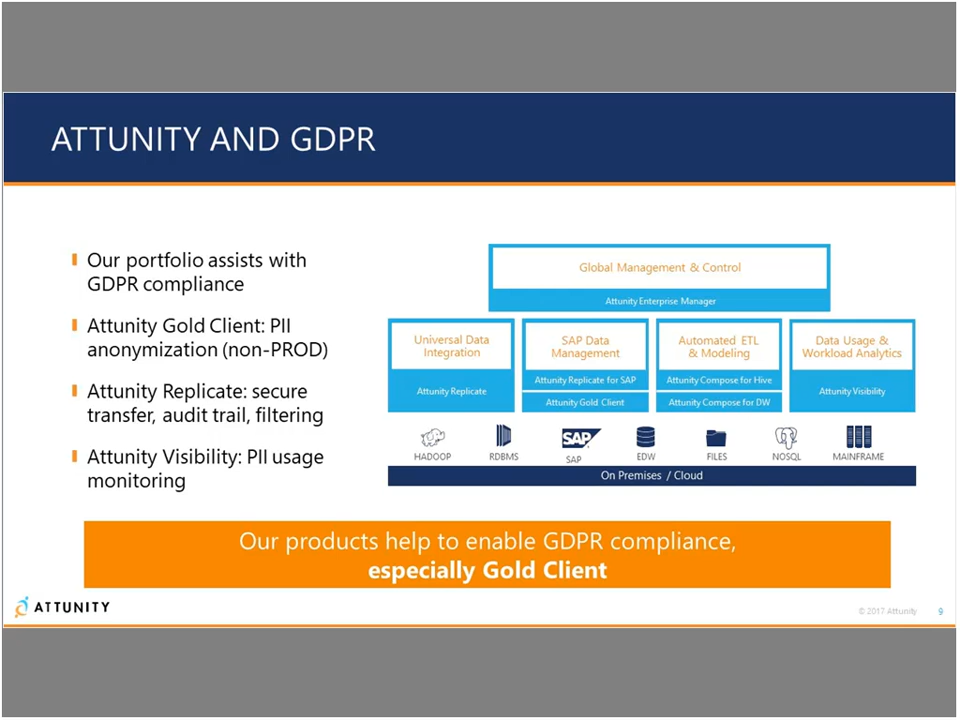 ATTUNITY AND GDPR
Our portfolio assists with
GDPR compliance
Attunity Gold Client: PII
anonymization (non-PROD)
Attunity Replicate: secure
transfer, audit trail, filtering
Attunity Visibility: PII usage
monitoring
Global Management & Control
Attunity Enterprise Manager
Universal Data
Integration
Attunity Replicate
SAP Data
Management
Attunity Replicate for SAP
Attunity Gold Client
Automated ETL
& Modeling
Attunity Compose for Hive
Attunity Compose for DW
Data Usage &
Workload Analytics
Attunity Visibility
HADOOP
RDBMS
SAP
SAP
EDW
FILES
NOSQL
MAINFRAME
On Premises / Cloud
Our products help to enable GDPR compliance,
especially Gold Client
ATTUNITY
© 2017 Attunity
9